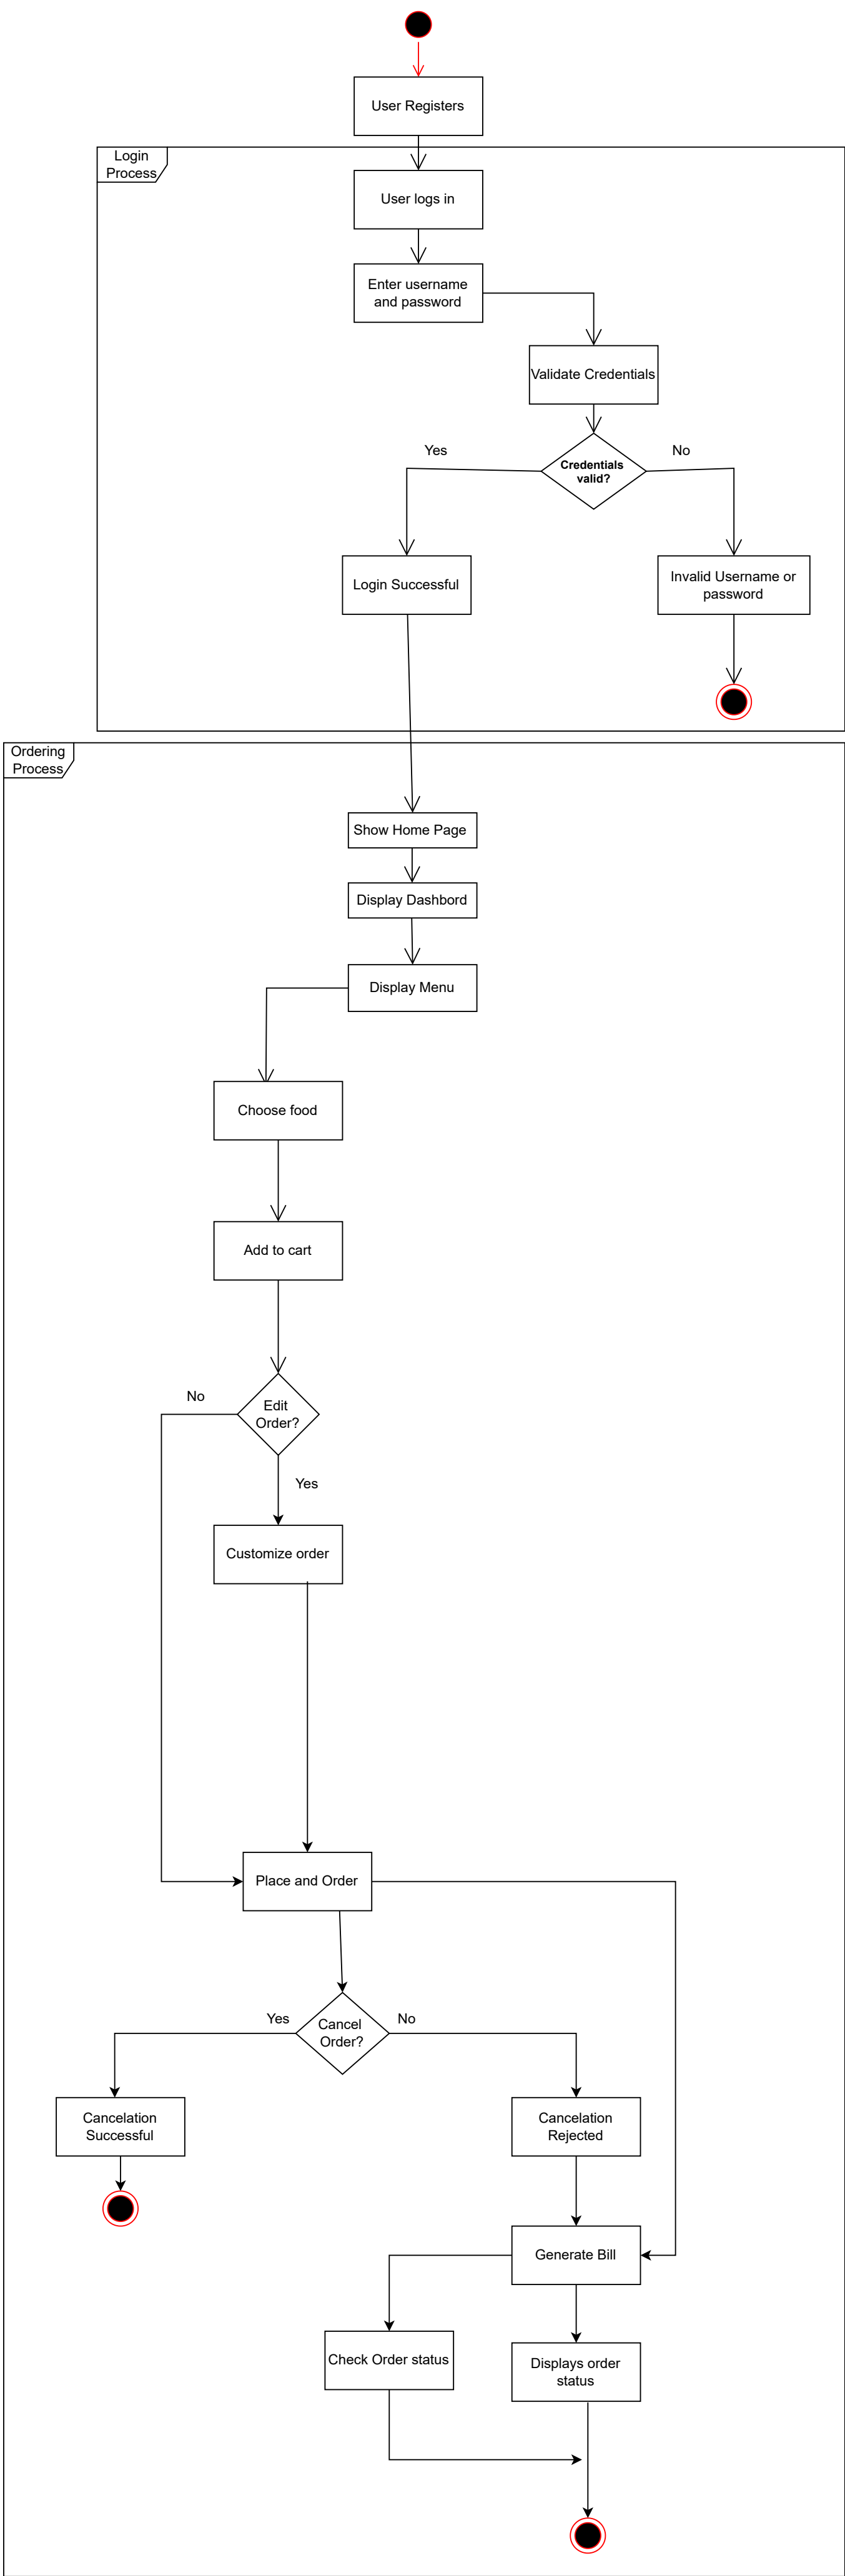 User Registers
Login
Process
User logs in
Enter username
and password
Validate Credentials
Yes
Credentials
valid?
No
Login Successful
Invalid Username or
password
Ordering
Process
Show Home Page
Display Dashbord
Display Menu
Choose food
Add to cart
No
Edit
Order?
Yes
Customize order
Place and Order
Yes
Cancel
Order?
No
Cancelation
Successful
Cancelation
Rejected
Generate Bill
Check Order status
Displays order
status